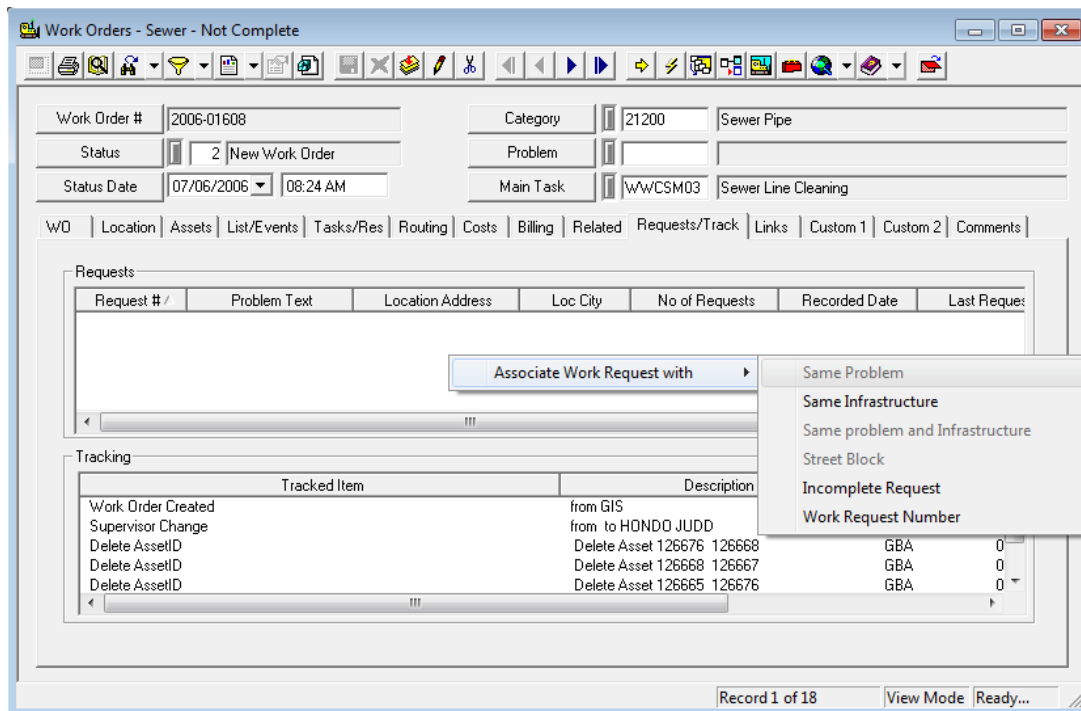 Work Orders - Sewer - Not Complete
Work Order # 2006-01608 Category 21200 Sewer Pipe
Status 2 New Work Order Problem
Status Date 07/06/2006 08:24 AM Main Task WWCSM03 Sewer Line Cleaning
WO Location Assets List/Events Tasks/Res Routing Costs Billing Related Requests/Track Links Custom 1 Custom 2 Comments
Requests
Request # Problem Text Location Address Loc City No of Requests Recorded Date Last Reques
Associate Work Request with Same Problem
Same Infrastructure
Same problem and Infrastructure
Street Block
Incomplete Request
Work Request Number
Tracking
Tracked Item Description
Work Order Created from GIS
Supervisor Change from to HONDO JUDD
Delete AssetID Delete Asset 126676 126668 GBA 0
Delete AssetID Delete Asset 126668 126667 GBA 0
Delete AssetID Delete Asset 126665 126676 GBA 0
Record 1 of 18 View Mode Ready...